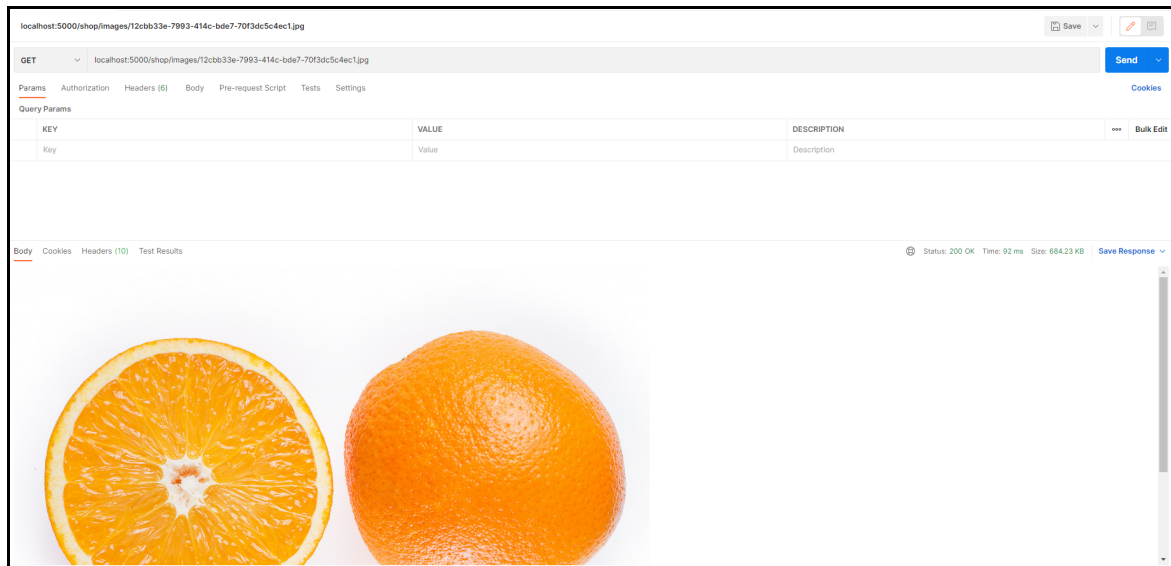 localhost:5000/shop/images/12cbb33e-7993-414c-bde7-70f3dc5c4ec1.jpg
Save
GET localhost:5000/shop/images/12cbb33e-7993-414c-bde7-70f3dc5c4ec1.jpg Send
Params Authorization Headers (6) Body Pre-request Script Tests Settings Cookies
Query Params
KEY VALUE DESCRIPTION ooo Bulk Edit
Key Value Description
Body Cookies Headers (10) Test Results Status: 200 OK Time: 92 ms Size: 684.23 KB Save Response